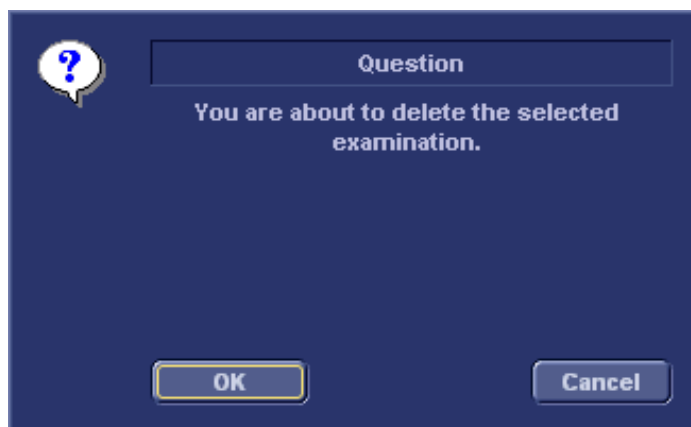 ?
Question
You are about to delete the selected
examination.
OK
Cancel